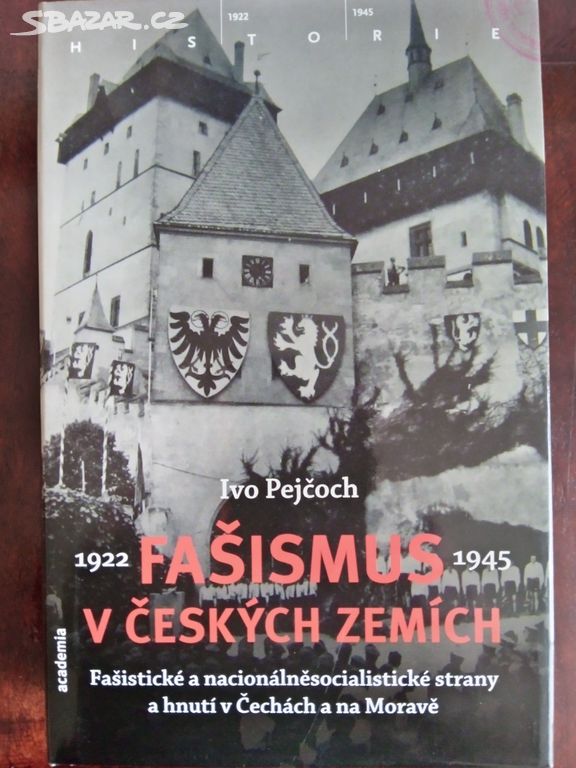 SBAZAR.CZ
1922
1945
HISTORIE
Ivo Pejčoch
1922 FAŠISMUS 1945
V ČESKÝCH ZEMÍCH
academia
Fašistické a nacionálněsocialistické strany
a hnutí v Čechách a na Moravě